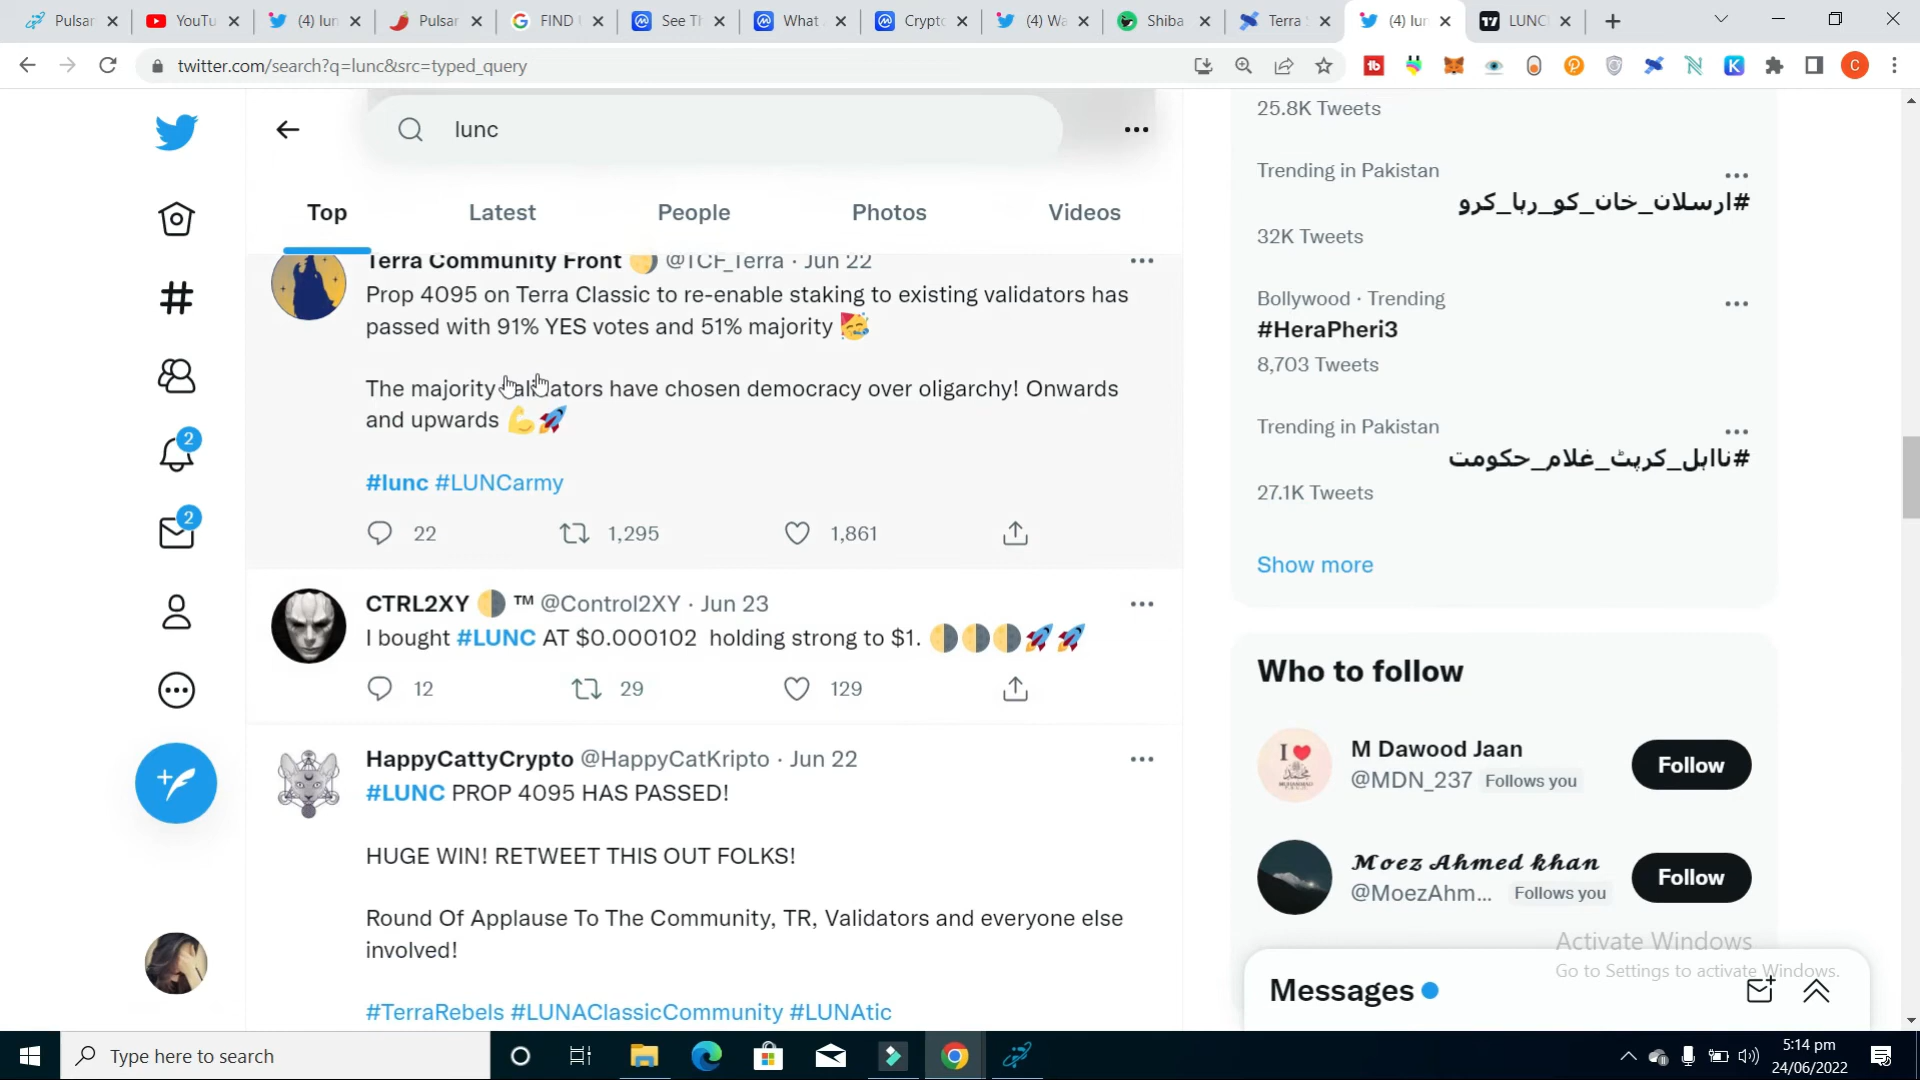 Pulsar
YouTu
(4) lun
Pulsar
FIND
See Th
What
Crypto
(4) Wa
Shiba
Terra
(4) lun
LUNC
twitter.com/search?q=lunc&src=typed_query
C
lunc
Top
Latest
People
Photos
Videos
2
2
Terra Community Front @TCF_Terra · Jun 22
Prop 4095 on Terra Classic to re-enable staking to existing validators has
passed with 91% YES votes and 51% majority 🥳
The majority validators have chosen democracy over oligarchy! Onwards
and upwards 💪🚀
#lunc #LUNCarmy
22
1,295
1,861
CTRL2XY 🌗 ™ @Control2XY · Jun 23
I bought #LUNC AT $0.000102 holding strong to $1. 🌗🌗🌗🚀🚀
12
29
129
HappyCattyCrypto @HappyCatKripto · Jun 22
#LUNC PROP 4095 HAS PASSED!
HUGE WIN! RETWEET THIS OUT FOLKS!
Round Of Applause To The Community, TR, Validators and everyone else
involved!
#TerraRebels #LUNAClassicCommunity #LUNAtic
25.8K Tweets
Trending in Pakistan
#ارسلان_خان_کو_رہا_کرو
32K Tweets
Bollywood · Trending
#HeraPheri3
8,703 Tweets
Trending in Pakistan
#نااہل_کرپٹ_غلام_حکومت
27.1K Tweets
Show more
Who to follow
M Dawood Jaan
@MDN_237 Follows you
Follow
Moez Ahmed khan
@MoezAhm... Follows you
Follow
Activate Windows
Go to Settings to activate Windows.
Messages
Type here to search
5:14 pm
24/06/2022